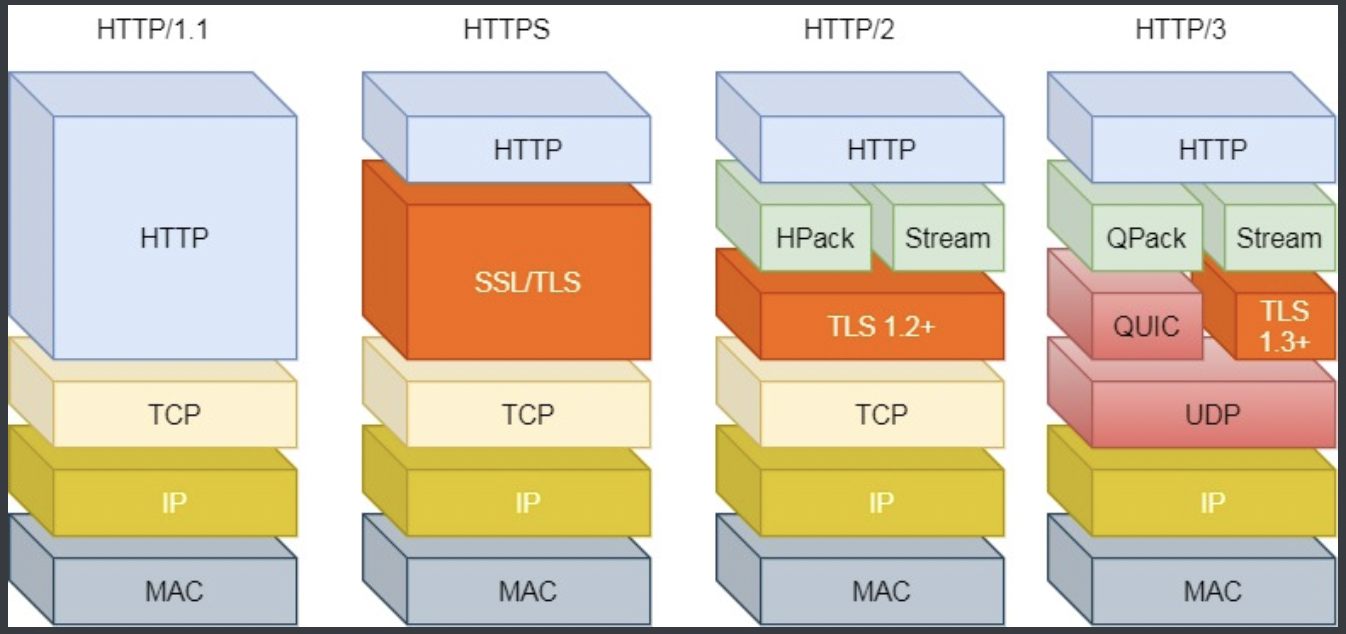 HTTP/1.1
HTTPS
HTTP/2
HTTP/3
HTTP
TCP
IP
MAC
HTTP
SSL/TLS
TCP
IP
MAC
HTTP
HPack
Stream
TLS 1.2+
TCP
IP
MAC
HTTP
QPack
Stream
QUIC
TLS
1.3+
UDP
IP
MAC